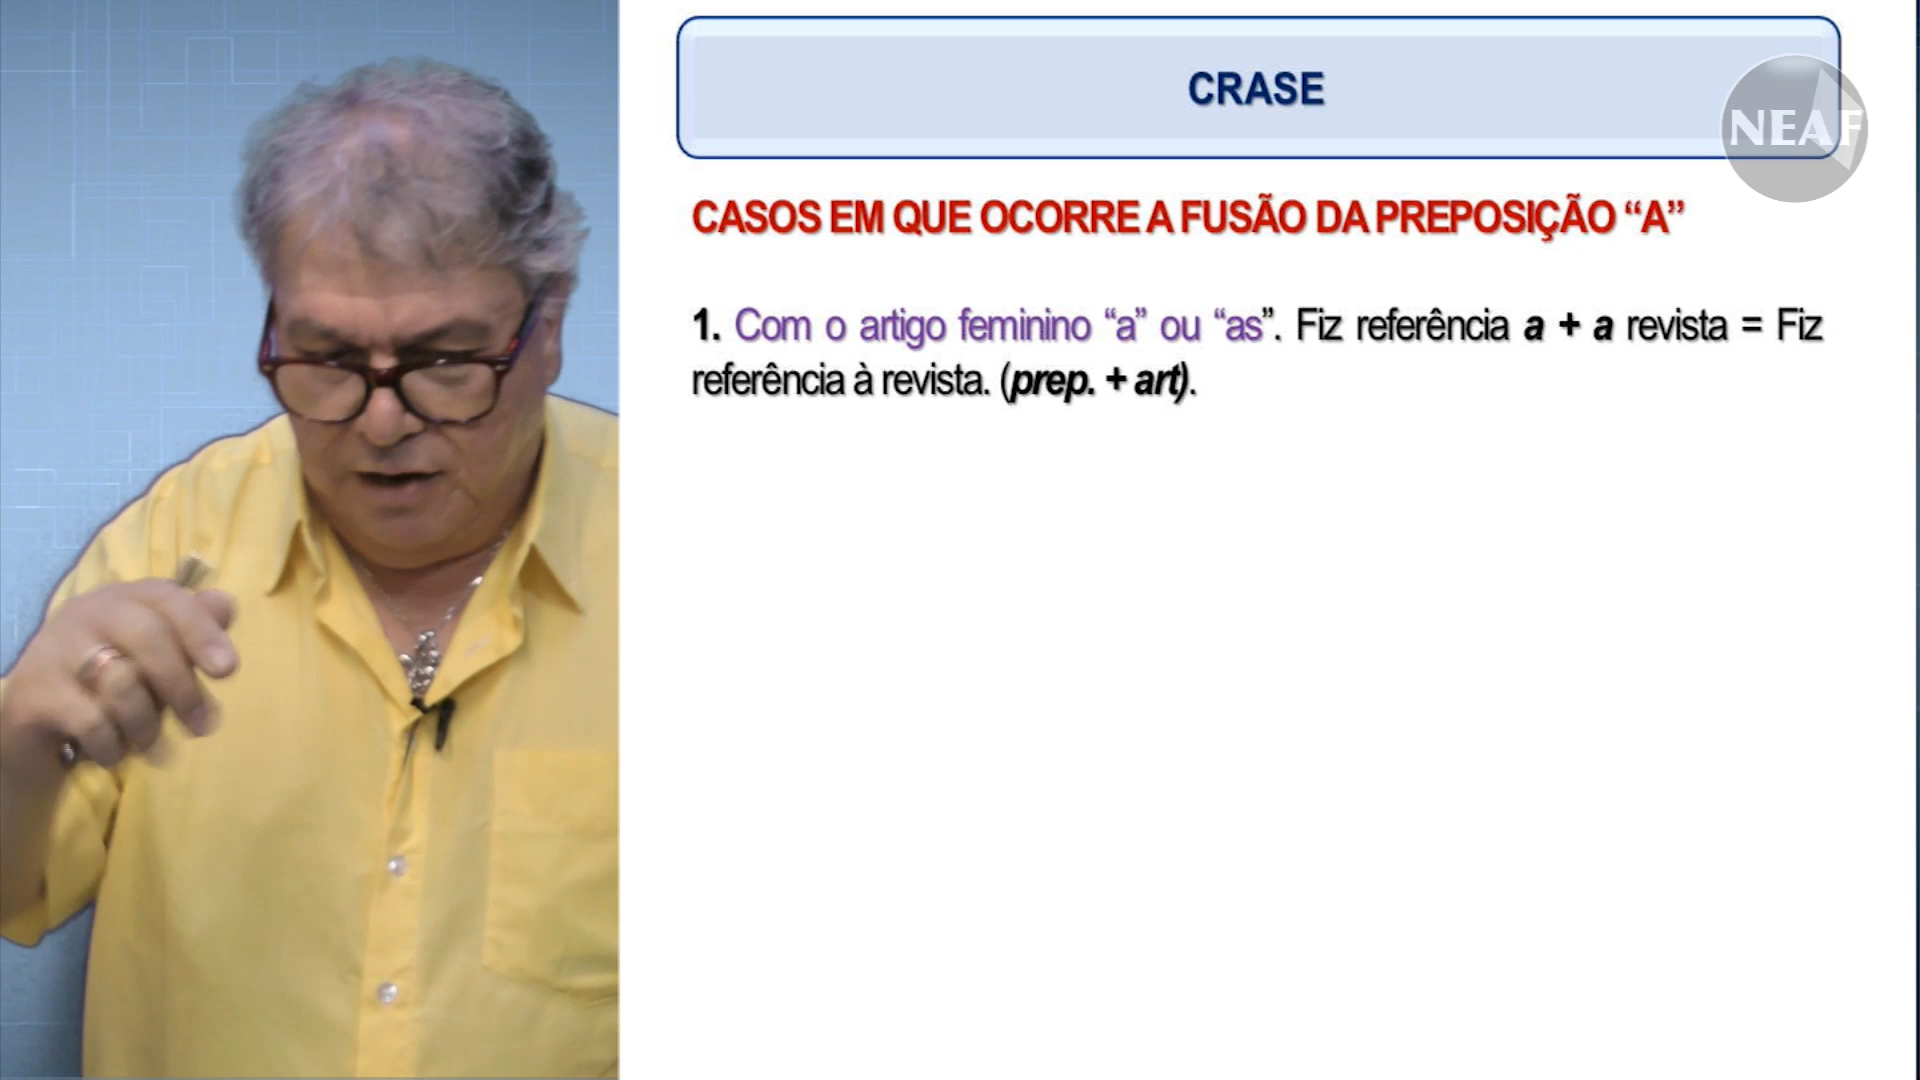 CRASE
NEAF
CASOS EM QUE OCORRE A FUSÃO DA PREPOSIÇÃO “A”
1. Com o artigo feminino “a” ou “as”. Fiz referência a + a revista = Fiz
referência à revista. (prep. + art).